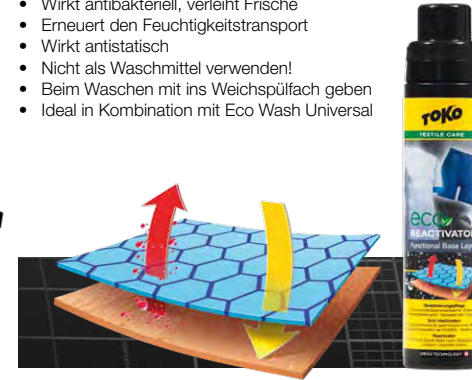 • Wirkt antibakteriell, verleiht Frische
• Erneuert den Feuchtigkeitstransport
• Wirkt antistatisch
• Nicht als Waschmittel verwenden!
• Beim Waschen mit ins Weichspülfach geben
• Ideal in Kombination mit Eco Wash Universal
TOKO
TEXTILE CARE
eco
REACTIVATOR
Functional Base
SWISS TECHNOLOGY